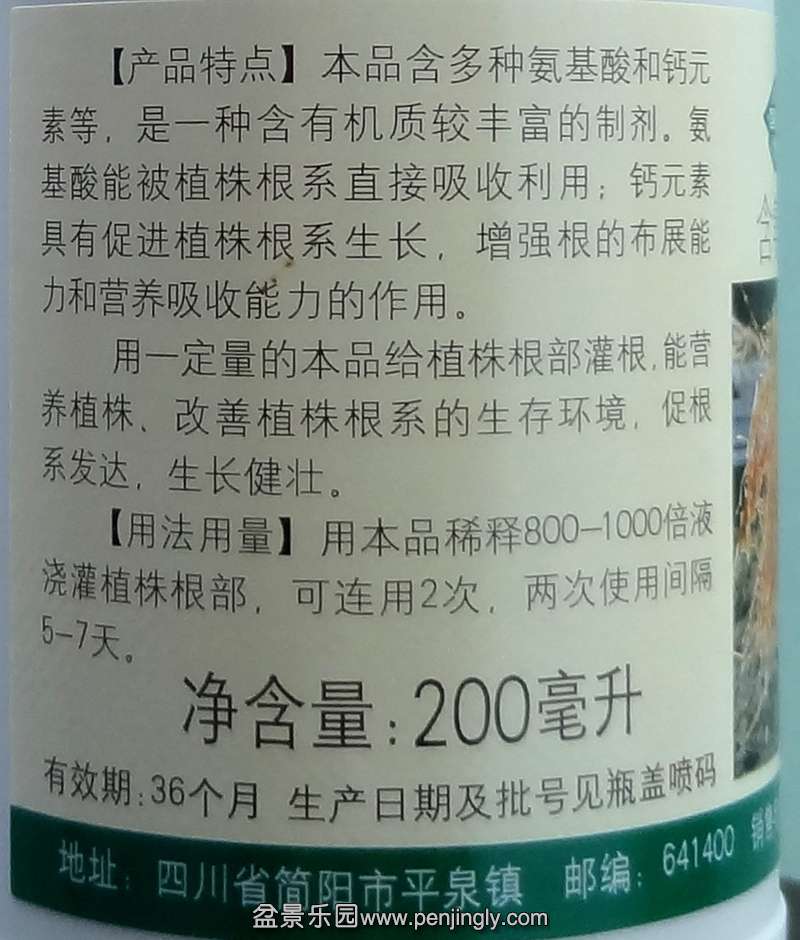 【产品特点】本品含多种氨基酸和钙元
素等，是一种含有机质较丰富的制剂。氨
基酸能被植株根系直接吸收利用；钙元素
具有促进植株根系生长，增强根的布展能
力和营养吸收能力的作用。
用一定量的本品给植株根部灌根，能营
养植株、改善植株根系的生存环境，促根
系发达，生长健壮。
【用法用量】用本品稀释800-1000倍液
浇灌植株根部，可连用2次，两次使用间隔
5-7天。
净含量：200毫升
有效期：36个月 生产日期及批号见瓶盖喷码
地址：四川省简阳市平泉镇 邮编：641400 销售
盆景乐园www.penjingly.com